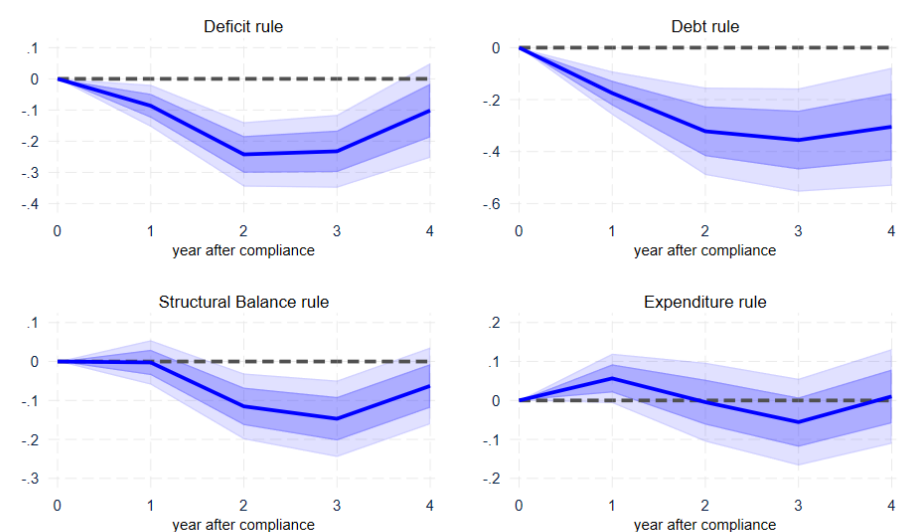 Deficit rule
.1
0
-.1
-.2
-.3
-.4
0 1 2 3 4
year after compliance
Debt rule
0
-.2
-.4
-.6
0 1 2 3 4
year after compliance
Structural Balance rule
.1
0
-.1
-.2
-.3
0 1 2 3 4
year after compliance
Expenditure rule
.2
.1
0
-.1
-.2
0 1 2 3 4
year after compliance